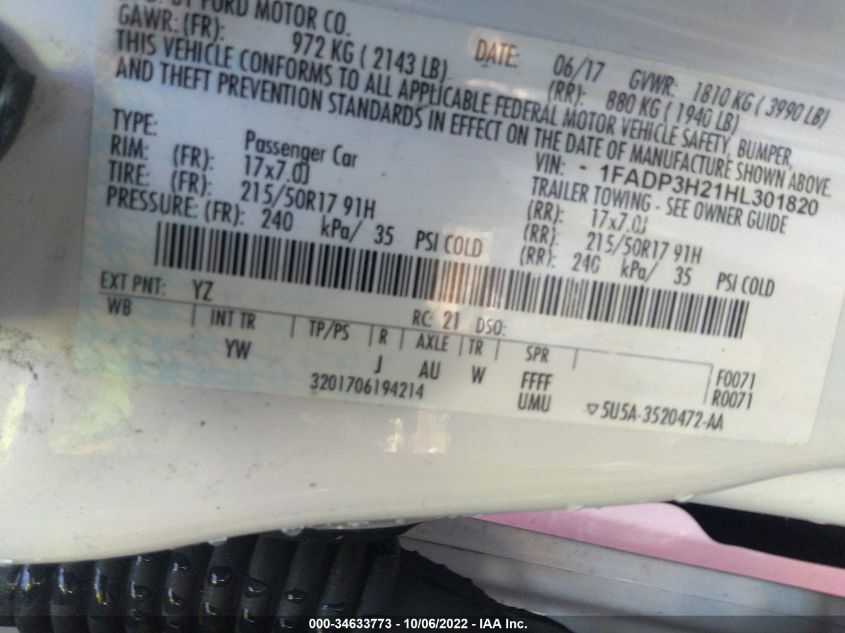 BY FORD MOTOR CO.
GAWR: (FR): 972 KG ( 2143 LB) DATE: 06/17 GVWR: 1810 KG ( 3990 LB)
(RR): 880 KG ( 1940 LB)
THIS VEHICLE CONFORMS TO ALL APPLICABLE FEDERAL MOTOR VEHICLE SAFETY, BUMPER,
AND THEFT PREVENTION STANDARDS IN EFFECT ON THE DATE OF MANUFACTURE SHOWN ABOVE.
VIN: - 1FADP3H21HL301820
TYPE: Passenger Car TRAILER TOWING - SEE OWNER GUIDE
RIM: (FR): 17x7.0J (RR): 17x7.0J
TIRE: (FR): 215/50R17 91H (RR): 215/50R17 91H
PRESSURE: (FR): 240 kPa/ 35 PSI COLD (RR): 240 kPa/ 35 PSI COLD
EXT PNT: YZ RC: 21 DSO:
WB INT TR TP/PS R AXLE TR SPR
YW J AU W FFFF F0071
3201706194214 UMU R0071
5U5A-3520472-AA
000-34633773 - 10/06/2022 - IAA Inc.